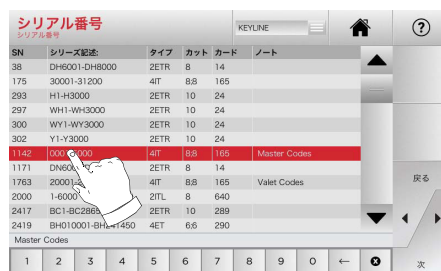 シリアル番号
シリアル番号
KEYLINE
?
SN シリーズ記述: タイプ カット カード ノート
38 DH6001-DH8000 2ETR 8 14
175 30001-31200 4IT 8;8 165
293 H1-H3000 2ETR 10 24
297 WH1-WH3000 2ETR 10 24
300 WY1-WY3000 2ETR 10 24
302 Y1-Y3000 2ETR 10 24
1142 4IT 8;8 165 Master Codes
1171 2ETR 8 14
1763 4IT 8;8 165 Valet Codes
2000 1-6000 2ITL 8 640
2417 2ETR 10 289
2419 4ET 6;6 290
戻る
Master Codes
1 2 3 4 5 6 7 8 9 0 ←
次